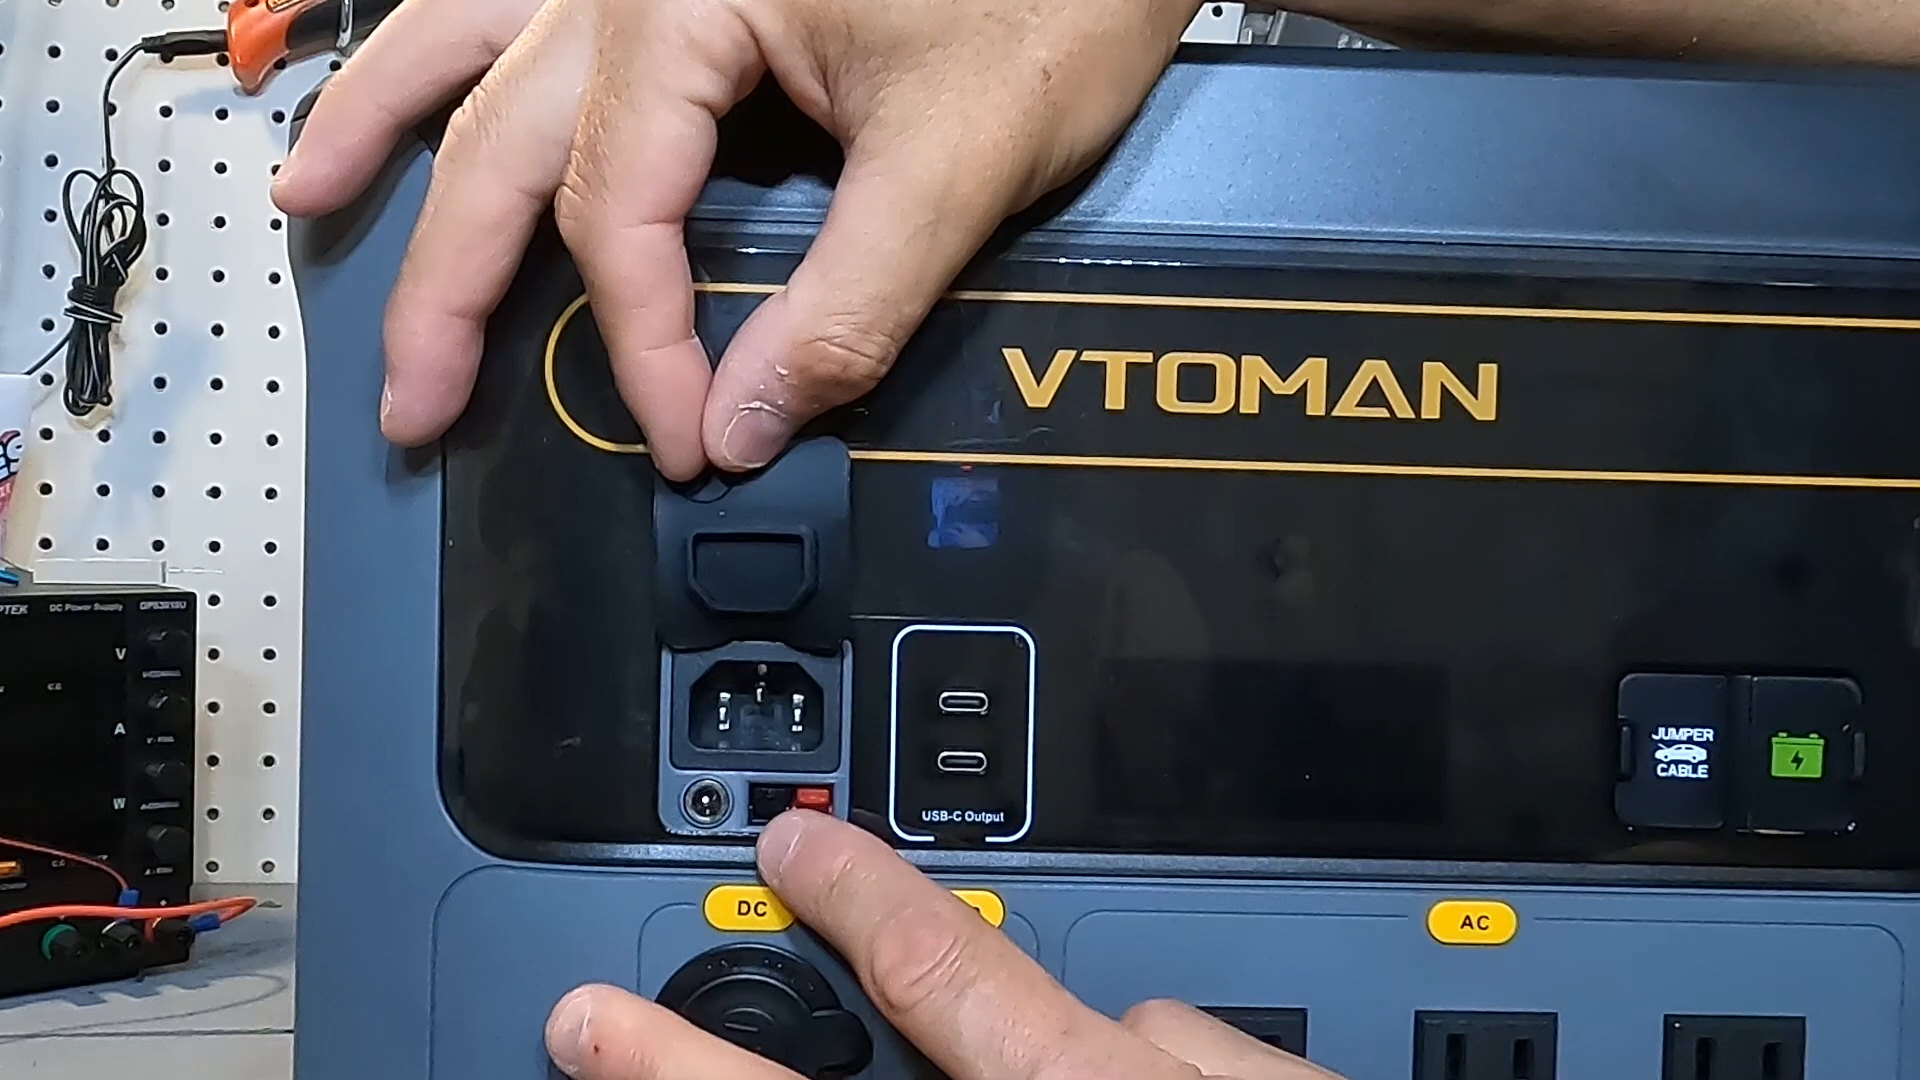 VTOMAN
DC Power Supply
V
A
W
JUMPER
CABLE
USB-C Output
DC
AC